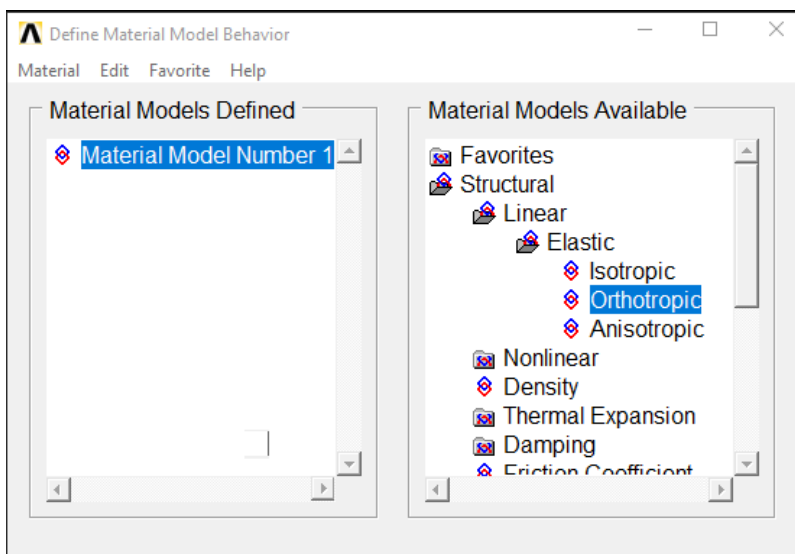 Define Material Model Behavior
Material Edit Favorite Help
Material Models Defined
Material Model Number 1
Material Models Available
Favorites
Structural
Linear
Elastic
Isotropic
Orthotropic
Anisotropic
Nonlinear
Density
Thermal Expansion
Damping
Friction Coefficient